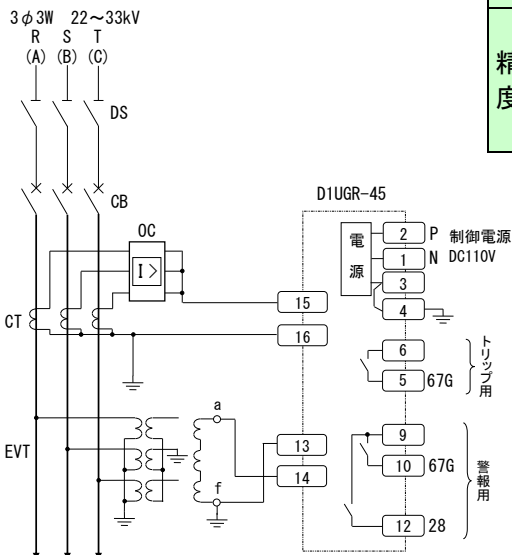 3φ3W 22～33kV
R S T
(A) (B) (C)
DS
CB
OC
I＞
CT
EVT
a
f
D1UGR-45
電源
2 P 制御電源
1 N DC110V
3
4
15
16
6
5 67G
トリップ用
13
14
9
10 67G
12 28
警報用
精度